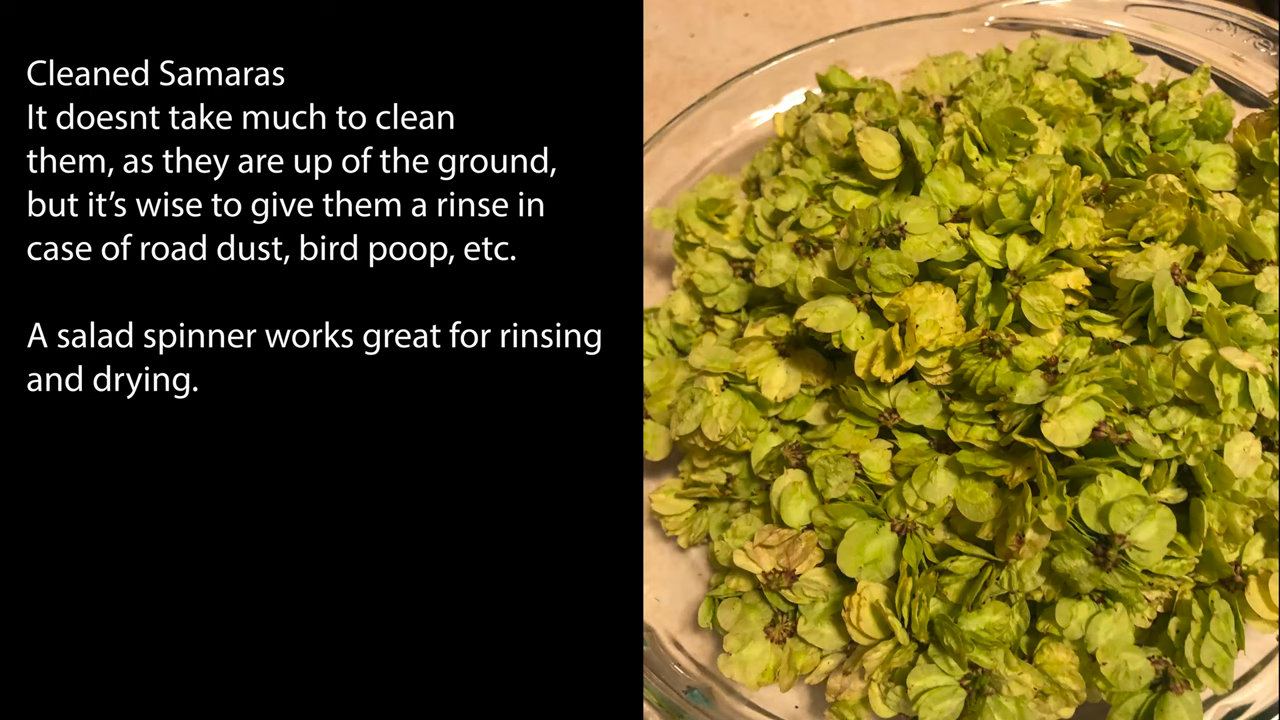 Cleaned Samaras
It doesnt take much to clean
them, as they are up of the ground,
but it’s wise to give them a rinse in
case of road dust, bird poop, etc.
A salad spinner works great for rinsing
and drying.